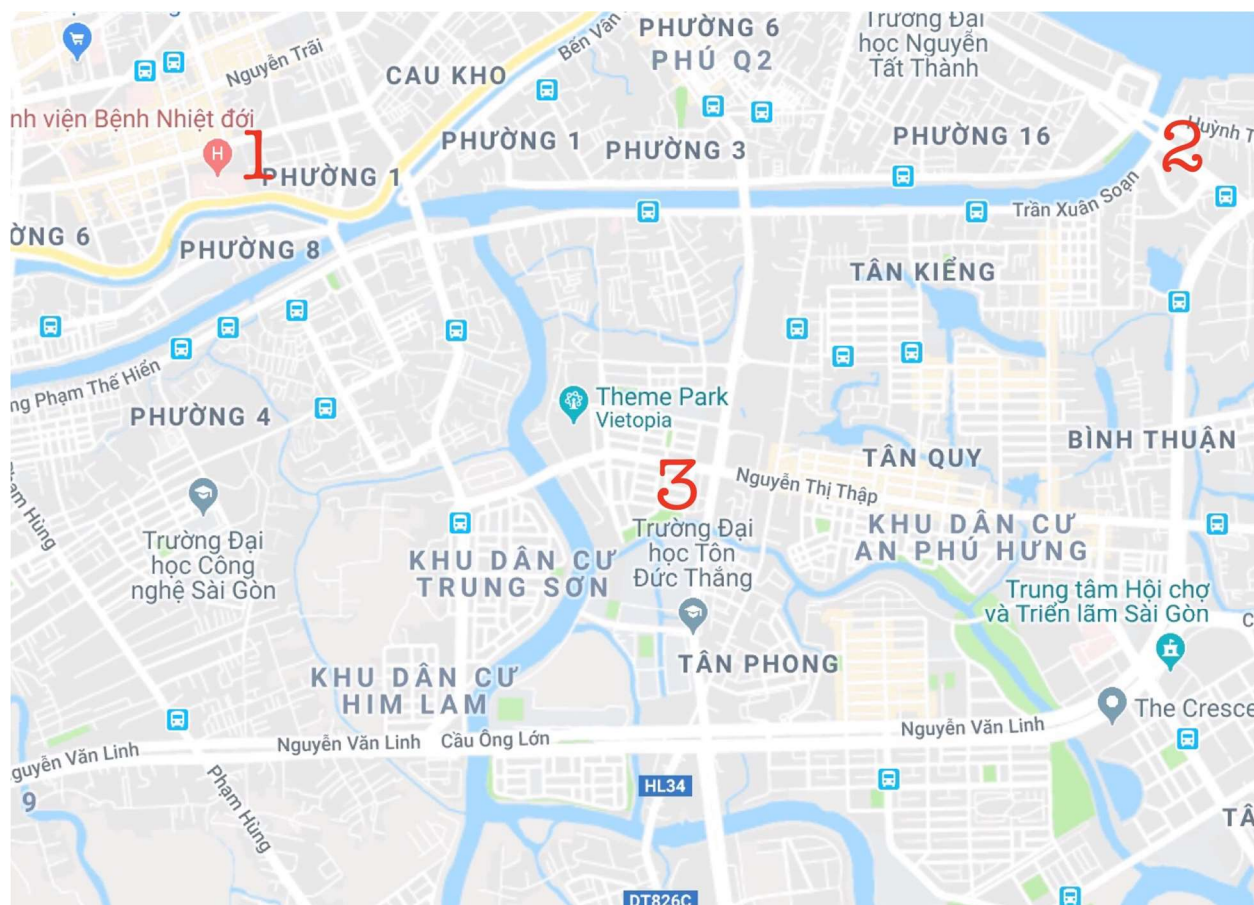 Nguyễn Trãi
CAU KHO
Bến Vân
PHƯỜNG 6
PHÚ Q2
Trường Đại
học Nguyễn
Tất Thành
nh viện Bệnh Nhiệt đới
H
1
PHƯỜNG 1
PHƯỜNG 1
PHƯỜNG 3
PHƯỜNG 16
Huỳnh T
2
Trần Xuân Soạn
ỜNG 6
PHƯỜNG 8
TÂN KIỂNG
ng Phạm Thế Hiển
PHƯỜNG 4
Theme Park
Vietopia
BÌNH THUẬN
TÂN QUY
3
Nguyễn Thị Thập
Phạm Hùng
Trường Đại
học Công
nghệ Sài Gòn
KHU DÂN CƯ
TRUNG SƠN
Trường Đại
học Tôn
Đức Thắng
KHU DÂN CƯ
AN PHÚ HƯNG
Trung tâm Hội chợ
và Triển lãm Sài Gòn
C
TÂN PHONG
KHU DÂN CƯ
HIM LAM
The Cresce
Nguyễn Văn Linh
Nguyễn Văn Linh
Cầu Ông Lớn
guyễn Văn Linh
9
Phạm Hùng
HL34
TÂ
DT826C